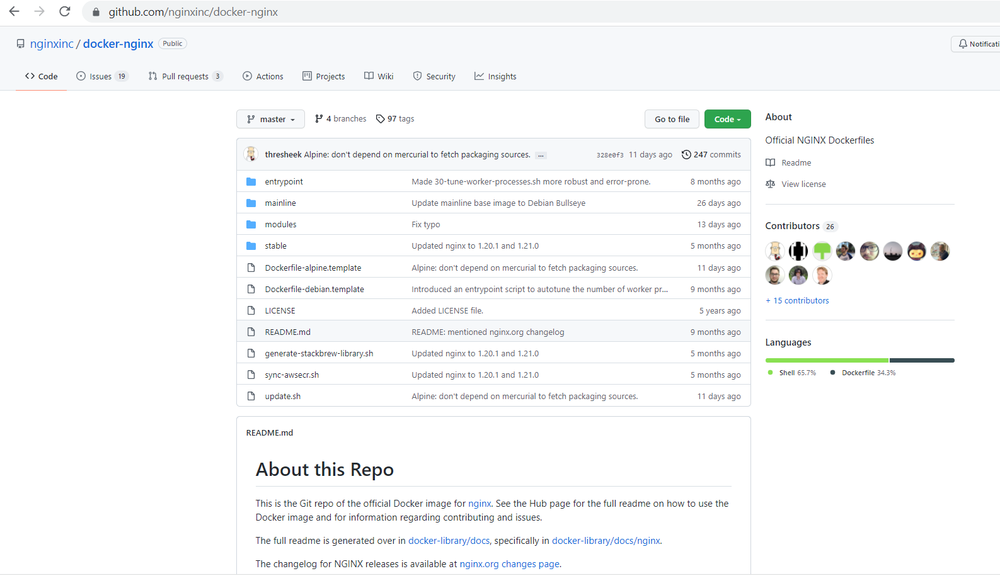 github.com/nginxinc/docker-nginx
nginxinc / docker-nginx Public
Notificati
Code Issues 19 Pull requests 3 Actions Projects Wiki Security Insights
master 4 branches 97 tags Go to file Code
thresheek Alpine: don't depend on mercurial to fetch packaging sources. ... 328e0f3 11 days ago 247 commits
entrypoint Made 30-tune-worker-processes.sh more robust and error-prone. 8 months ago
mainline Update mainline base image to Debian Bullseye 26 days ago
modules Fix typo 13 days ago
stable Updated nginx to 1.20.1 and 1.21.0 5 months ago
Dockerfile-alpine.template Alpine: don't depend on mercurial to fetch packaging sources. 11 days ago
Dockerfile-debian.template Introduced an entrypoint script to autotune the number of worker pr... 9 months ago
LICENSE Added LICENSE file. 5 years ago
README.md README: mentioned nginx.org changelog 9 months ago
generate-stackbrew-library.sh Updated nginx to 1.20.1 and 1.21.0 5 months ago
sync-awsecr.sh Updated nginx to 1.20.1 and 1.21.0 5 months ago
update.sh Alpine: don't depend on mercurial to fetch packaging sources. 11 days ago
README.md
About this Repo
This is the Git repo of the official Docker image for nginx. See the Hub page for the full readme on how to use the
Docker image and for information regarding contributing and issues.
The full readme is generated over in docker-library/docs, specifically in docker-library/docs/nginx.
The changelog for NGINX releases is available at nginx.org changes page.
About
Official NGINX Dockerfiles
Readme
View license
Contributors 26
+ 15 contributors
Languages
Shell 65.7% Dockerfile 34.3%